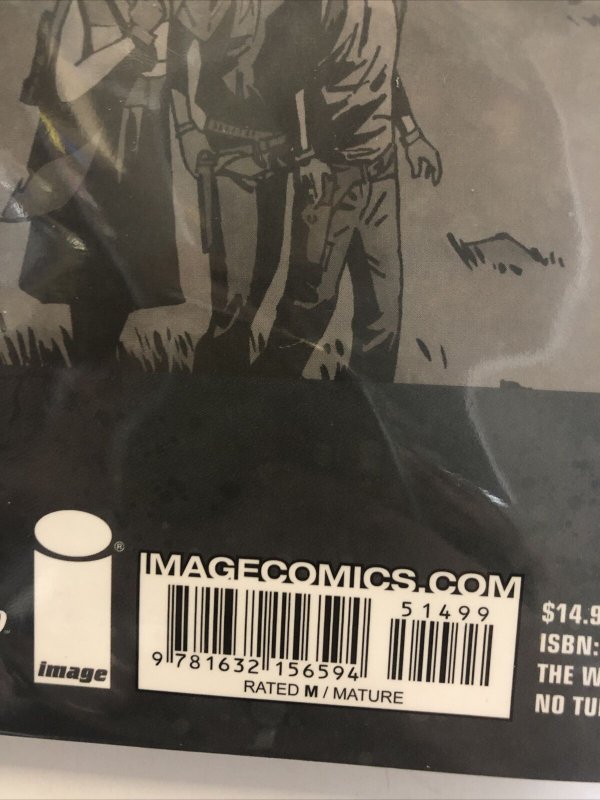 IMAGECOMICS.COM
51499
9 781632 156594
RATED M / MATURE
image
®
$14.9
ISBN:
THE W
NO TU